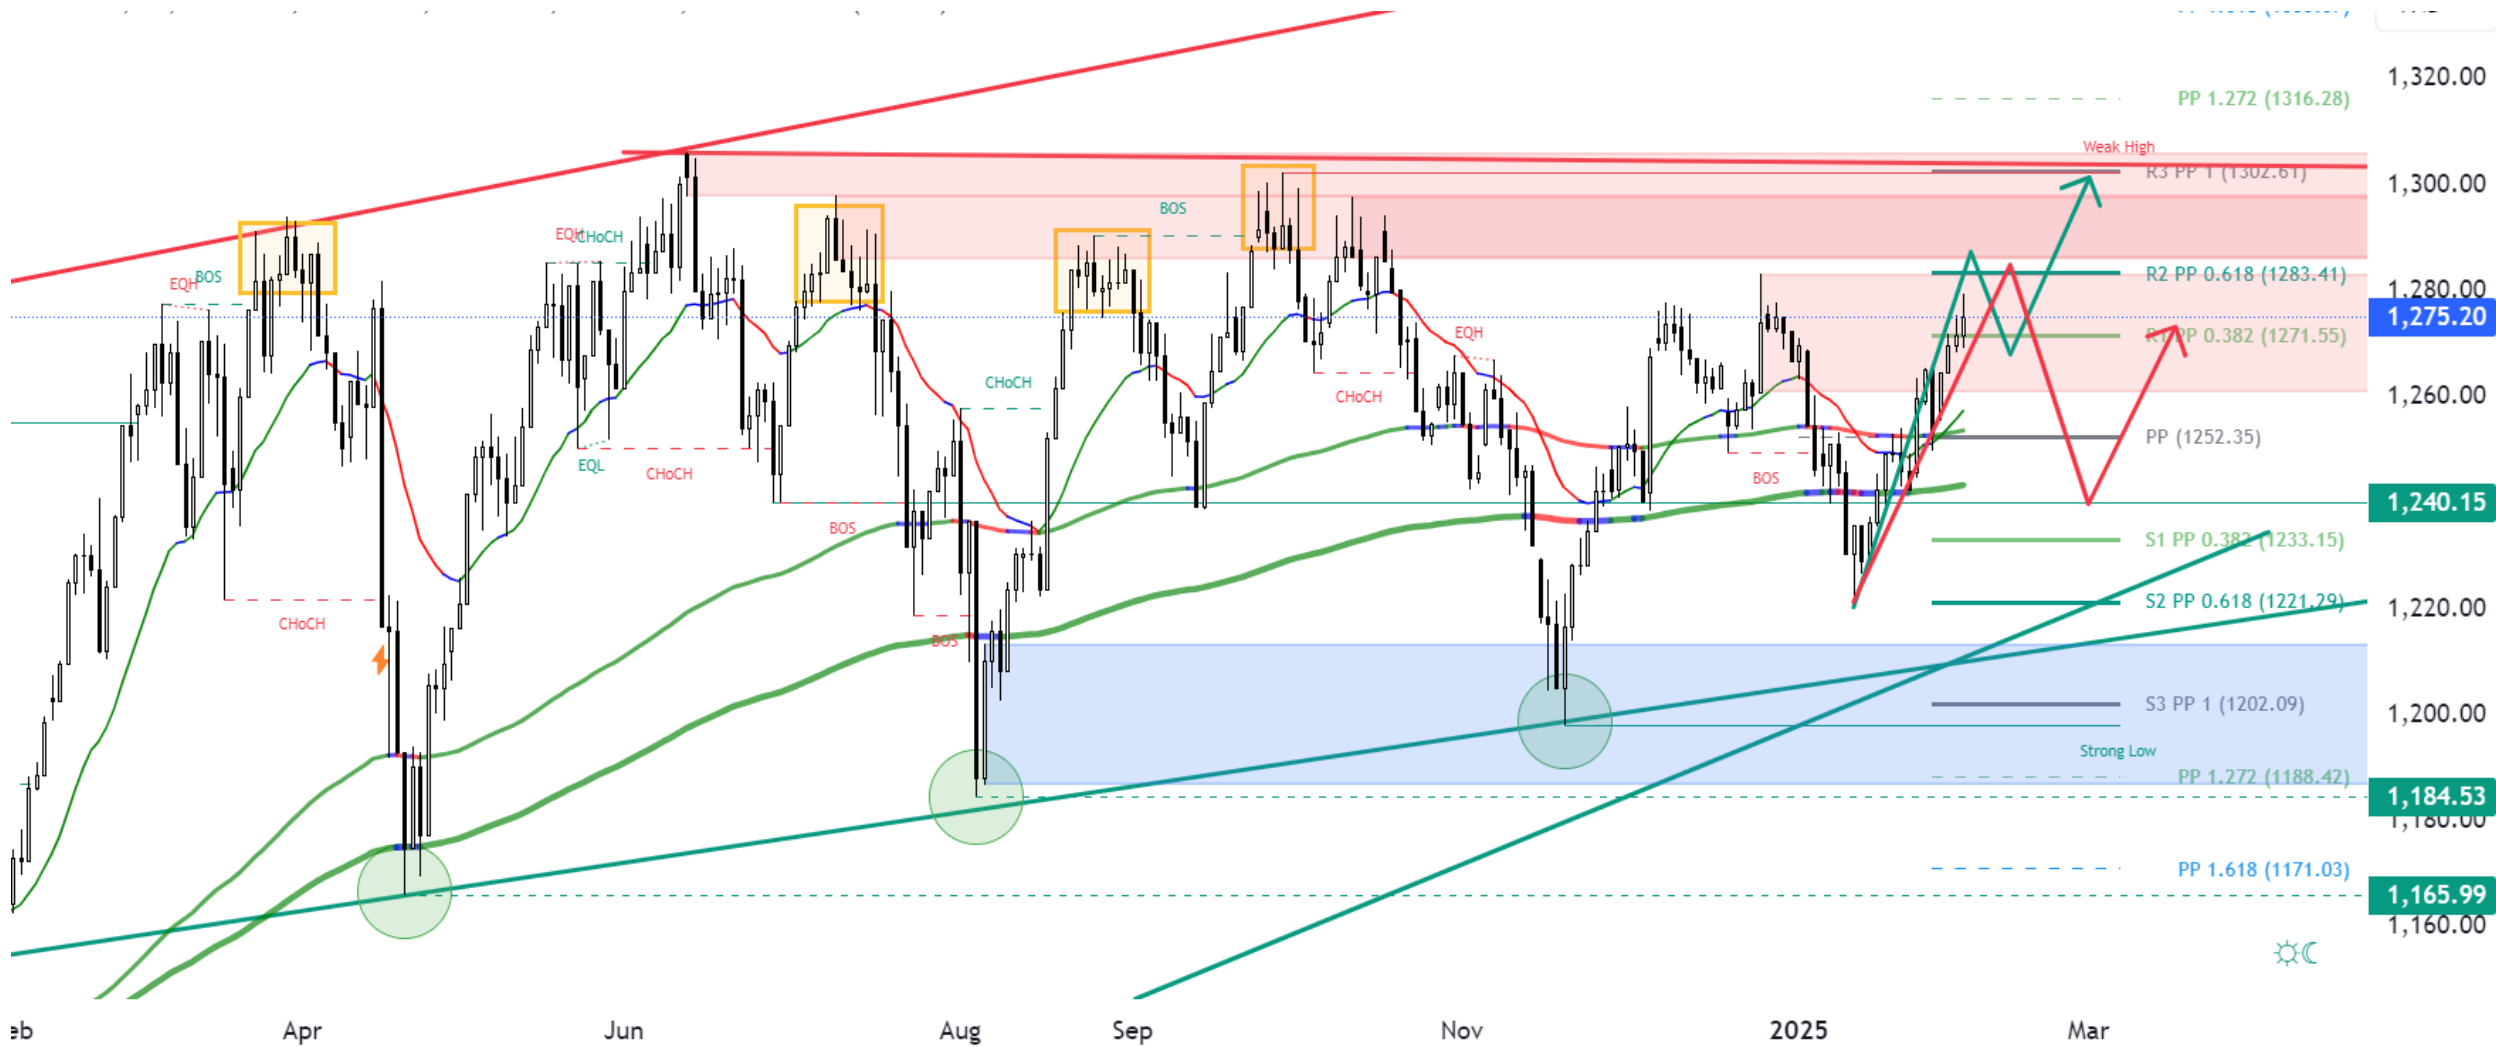 1,320.00
PP 1.272 (1316.28)
Weak High
R3 PP 1 (1302.61)
1,300.00
BOS
EQH
CHoCH
EQH
BOS
R2 PP 0.618 (1283.41)
1,280.00
1,275.20
R1 PP 0.382 (1271.55)
EQH
CHoCH
CHoCH
1,260.00
PP (1252.35)
EQL
CHoCH
BOS
1,240.15
BOS
S1 PP 0.382 (1233.15)
S2 PP 0.618 (1221.29)
1,220.00
CHoCH
BOS
S3 PP 1 (1202.09)
1,200.00
Strong Low
PP 1.272 (1188.42)
1,184.53
1,180.00
PP 1.618 (1171.03)
1,165.99
1,160.00
eb
Apr
Jun
Aug
Sep
Nov
2025
Mar